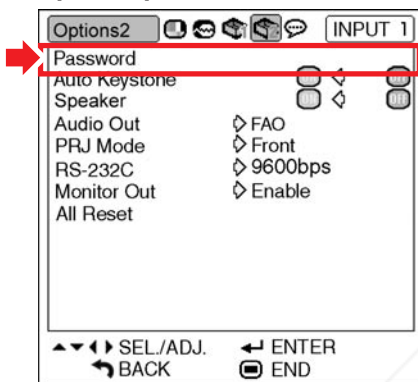 Options2 INPUT 1
Password
Auto Keystone
Speaker
Audio Out FAO
PRJ Mode Front
RS-232C 9600bps
Monitor Out Enable
All Reset
SEL./ADJ. ENTER
BACK END